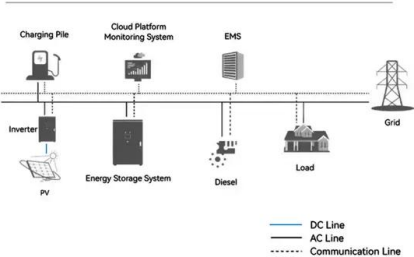 Charging Pile
Cloud Platform
Monitoring System
EMS
Grid
Inverter
PV
Energy Storage System
Diesel
Load
DC Line
AC Line
Communication Line